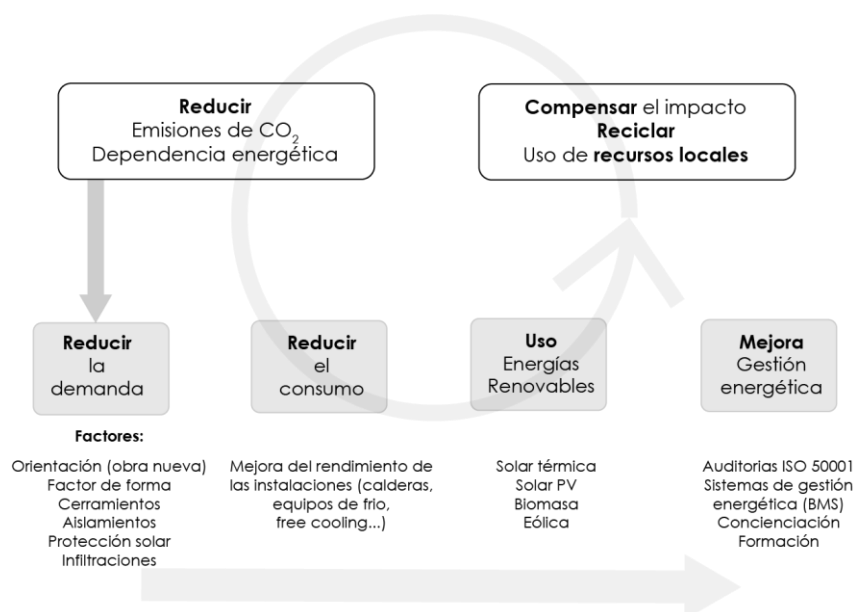 Reducir
Emisiones de CO2
Dependencia energética
Compensar el impacto
Reciclar
Uso de recursos locales
Reducir
la
demanda
Reducir
el
consumo
Uso
Energías
Renovables
Mejora
Gestión
energética
Factores:
Orientación (obra nueva)
Factor de forma
Cerramientos
Aislamientos
Protección solar
Infiltraciones
Mejora del rendimiento de
las instalaciones (calderas,
equipos de frio,
free cooling...)
Solar térmica
Solar PV
Biomasa
Eólica
Auditorias ISO 50001
Sistemas de gestión
energética (BMS)
Concienciación
Formación